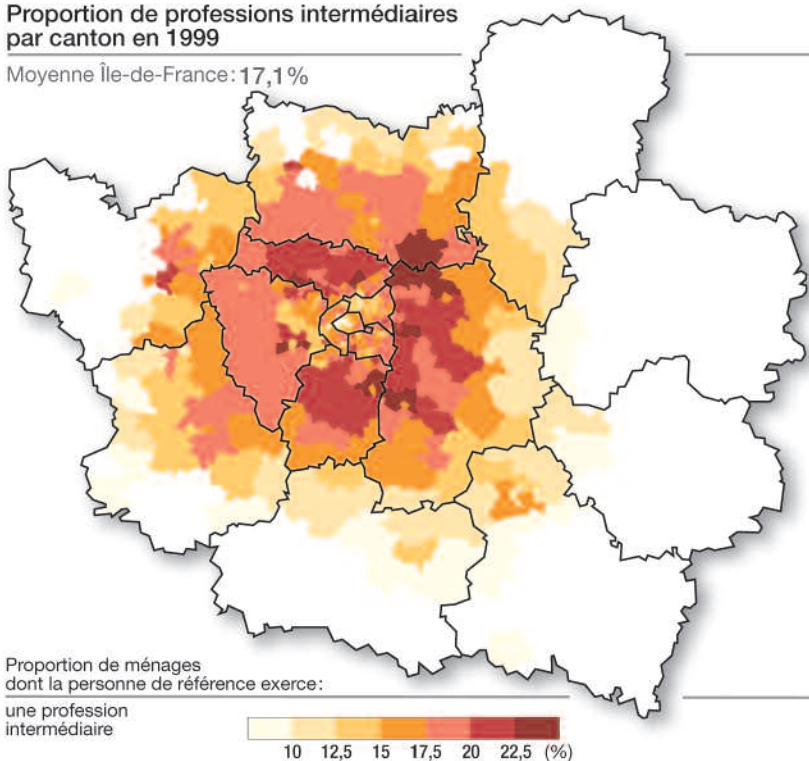 Proportion de professions intermédiaires
par canton en 1999
Moyenne Île-de-France : 17,1%
Proportion de ménages
dont la personne de référence exerce :
une profession
intermédiaire
10 12,5 15 17,5 20 22,5 (%)